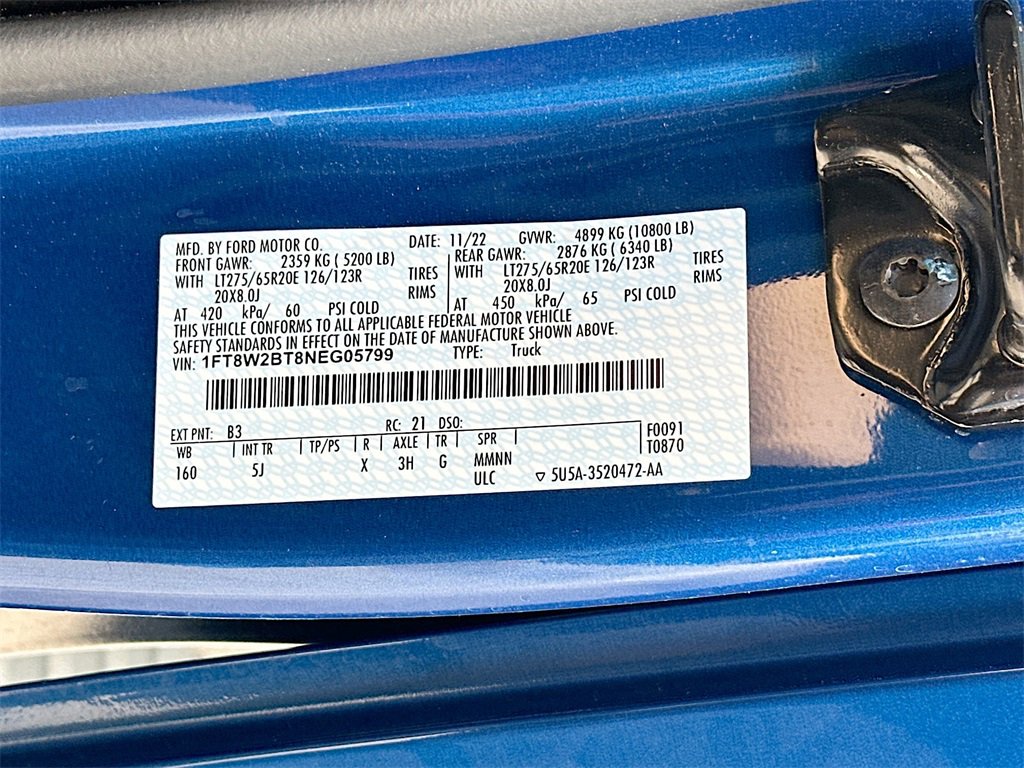 MFD. BY FORD MOTOR CO. DATE: 11/22 GVWR: 4899 KG (10800 LB)
FRONT GAWR: 2359 KG ( 5200 LB) REAR GAWR: 2876 KG ( 6340 LB)
WITH LT275/65R20E 126/123R TIRES WITH LT275/65R20E 126/123R TIRES
20X8.0J RIMS 20X8.0J RIMS
AT 420 kPa/ 60 PSI COLD AT 450 kPa/ 65 PSI COLD
THIS VEHICLE CONFORMS TO ALL APPLICABLE FEDERAL MOTOR VEHICLE
SAFETY STANDARDS IN EFFECT ON THE DATE OF MANUFACTURE SHOWN ABOVE.
VIN: 1FT8W2BT8NEG05799 TYPE: Truck
EXT PNT: B3 RC: 21 DSO: F0091
WB INT TR TP/PS R AXLE TR SPR T0870
160 5J X 3H G MMNN
ULC ▽ 5U5A-3520472-AA